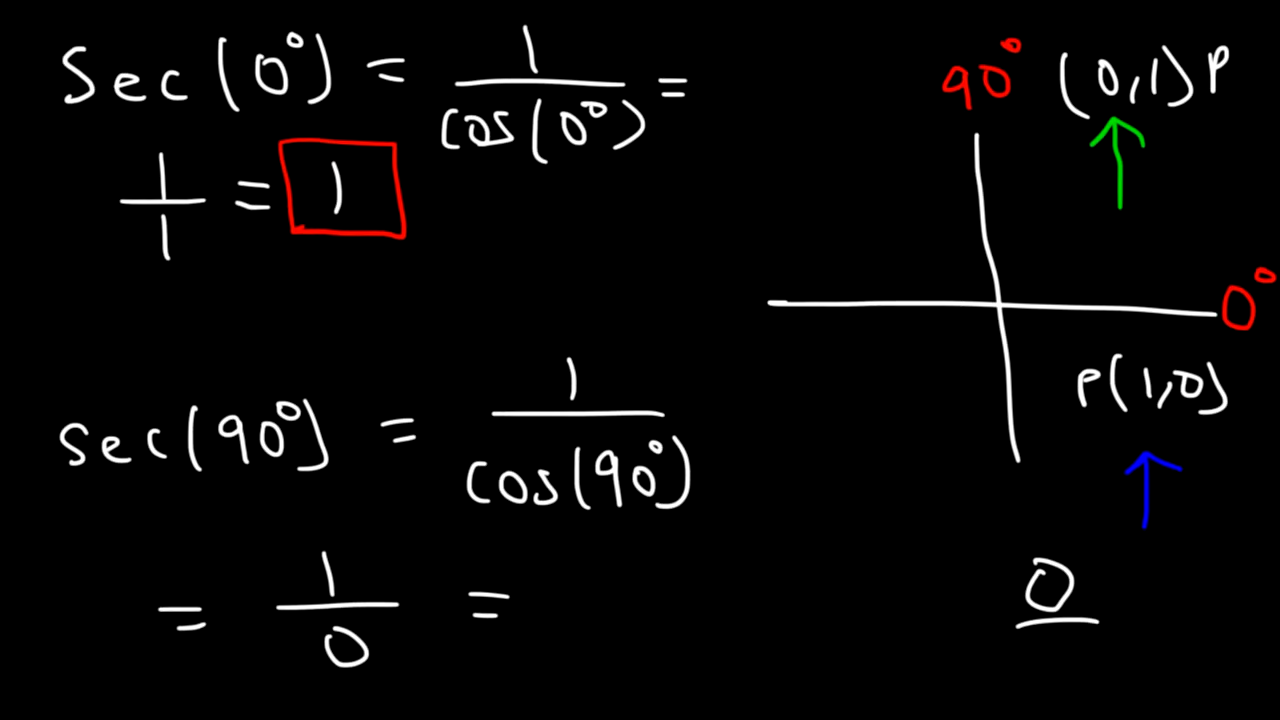 Sec(0°) = 1/cos(0°) =
1/1 = 1
sec(90°) = 1/cos(90°)
= 1/0 =
90° (0,1) P
0°
P(1,0)
0